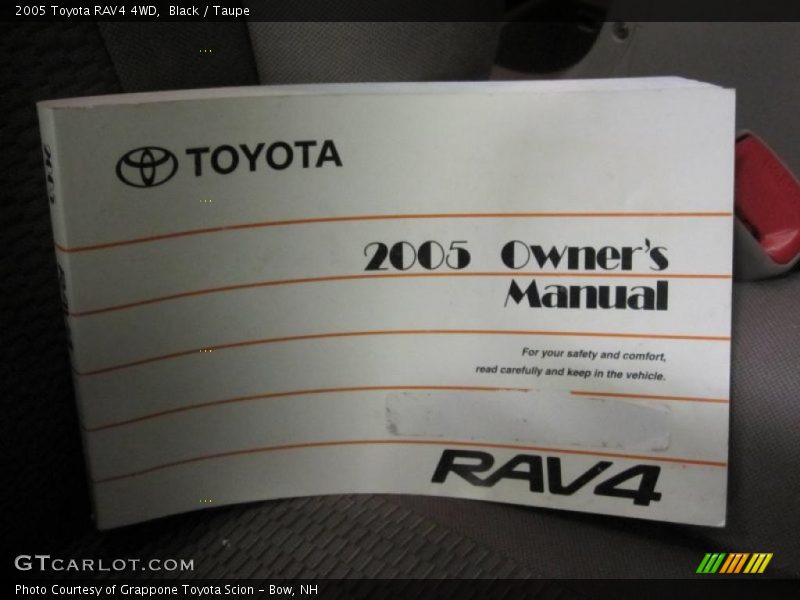 2005 Toyota RAV4 4WD, Black / Taupe
TOYOTA
2005 Owner's
Manual
For your safety and comfort,
read carefully and keep in the vehicle.
RAV4
GTCARLOT.COM
Photo Courtesy of Grappone Toyota Scion - Bow, NH